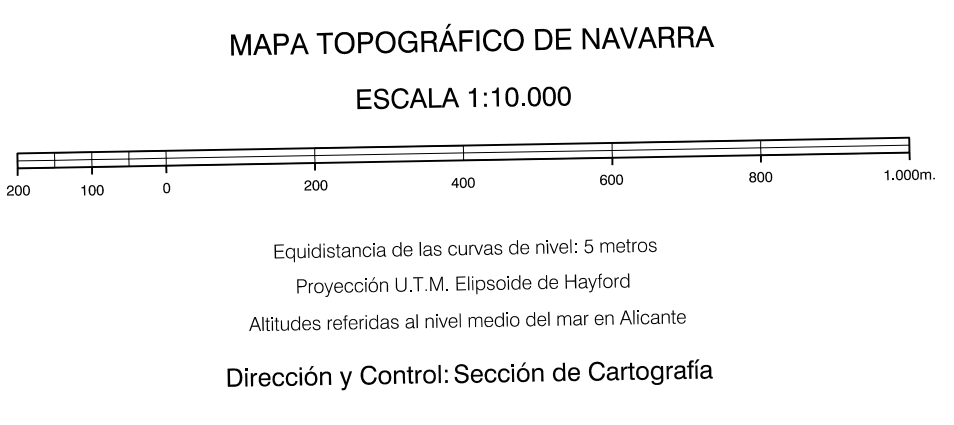 MAPA TOPOGRÁFICO DE NAVARRA
ESCALA 1:10.000
200 100 0 200 400 600 800 1.000m.
Equidistancia de las curvas de nivel: 5 metros
Proyección U.T.M. Elipsoide de Hayford
Altitudes referidas al nivel medio del mar en Alicante
Dirección y Control: Sección de Cartografía